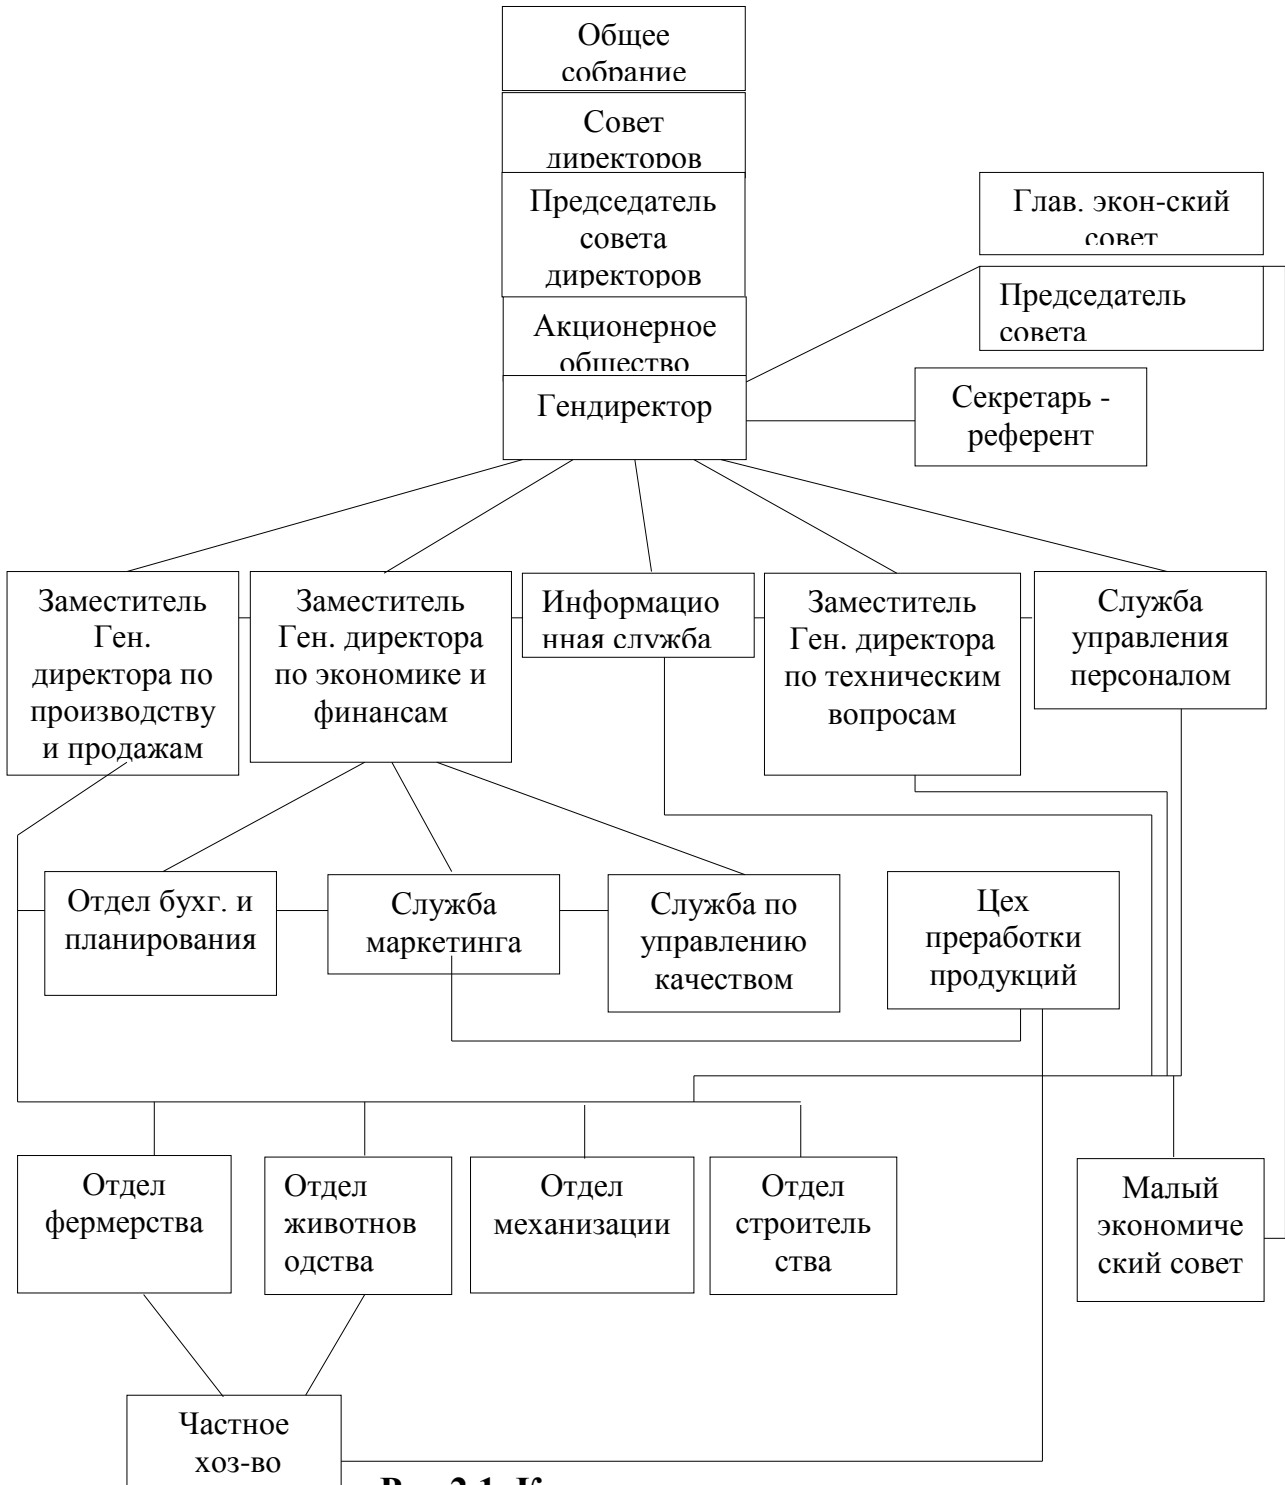 Общее
собрание
Совет
директоров
Председатель
совета
директоров
Глав. экон-ский
совет
Председатель
совета
Акционерное
общество
Гендиректор
Секретарь -
референт
Заместитель
Ген.
директора по
производству
и продажам
Заместитель
Ген. директора
по экономике и
финансам
Информацио
нная служба
Заместитель
Ген. директора
по техническим
вопросам
Служба
управления
персоналом
Отдел бухг. и
планирования
Служба
маркетинга
Служба по
управлению
качеством
Цех
преработки
продукций
Отдел
фермерства
Отдел
животнов
одства
Отдел
механизации
Отдел
строитель
ства
Малый
экономиче
ский совет
Частное
хоз-во